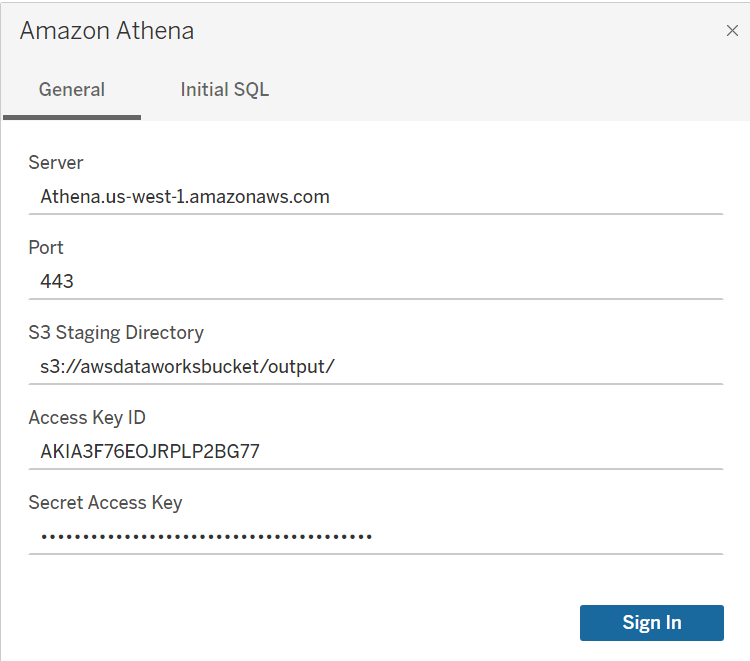 Amazon Athena
General Initial SQL
Server
Athena.us-west-1.amazonaws.com
Port
443
S3 Staging Directory
s3://awsdataworksbucket/output/
Access Key ID
AKIA3F76EOJRPLP2BG77
Secret Access Key
••••••••••••••••••••••••••••••••••••••••
Sign In